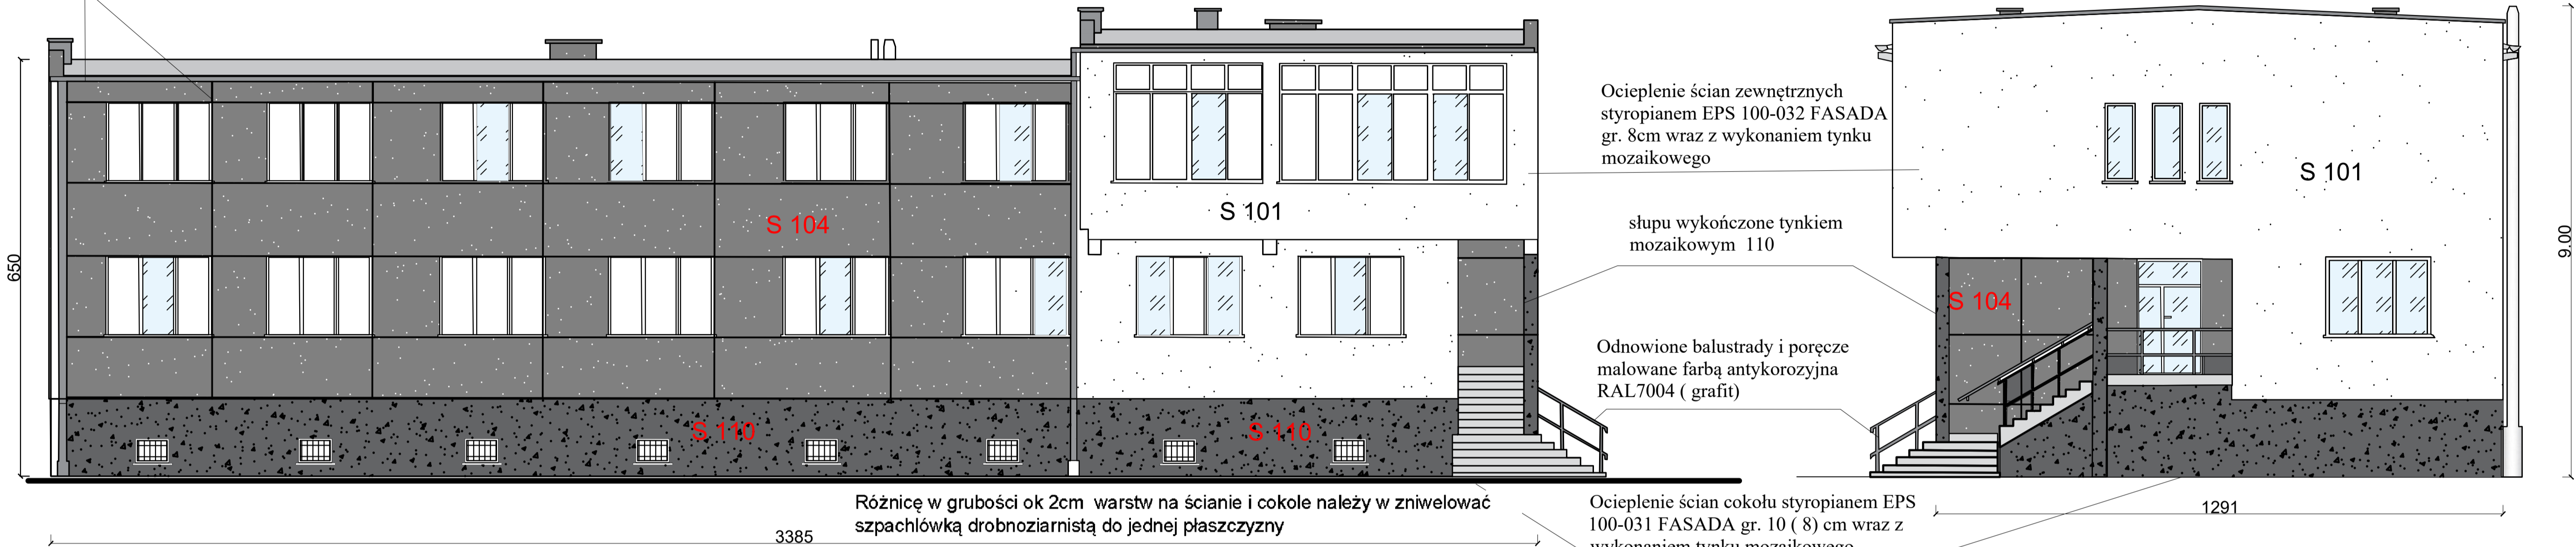 Ocieplenie ścian zewnętrznych
styropianem EPS 100-032 FASADA
gr. 8cm wraz z wykonaniem tynku
mozaikowego
S 101
S 101
S 104
słupu wykończone tynkiem
mozaikowym 110
650
9.00
S 104
Odnowione balustrady i poręcze
malowane farbą antykorozyjna
RAL7004 ( grafit)
S 110
S 110
Różnicę w grubości ok 2cm warstw na ścianie i cokole należy w zniwelować
szpachlówką drobnoziarnistą do jednej płaszczyzny
Ocieplenie ścian cokołu styropianem EPS
100-031 FASADA gr. 10 ( 8) cm wraz z
wykonaniem tynku mozaikowego
1291
3385